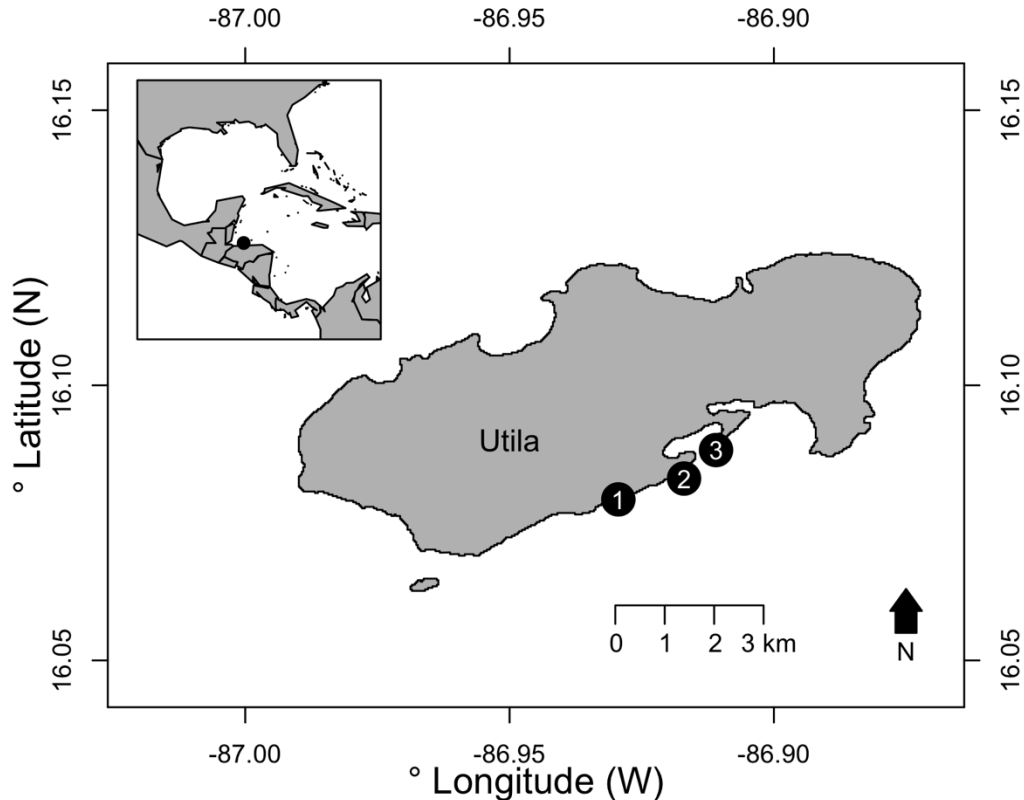 -87.00 -86.95 -86.90
16.15 16.15
° Latitude (N)
16.10 16.10
Utila
3
2
1
0 1 2 3 km
N
16.05 16.05
-87.00 -86.95 -86.90
° Longitude (W)